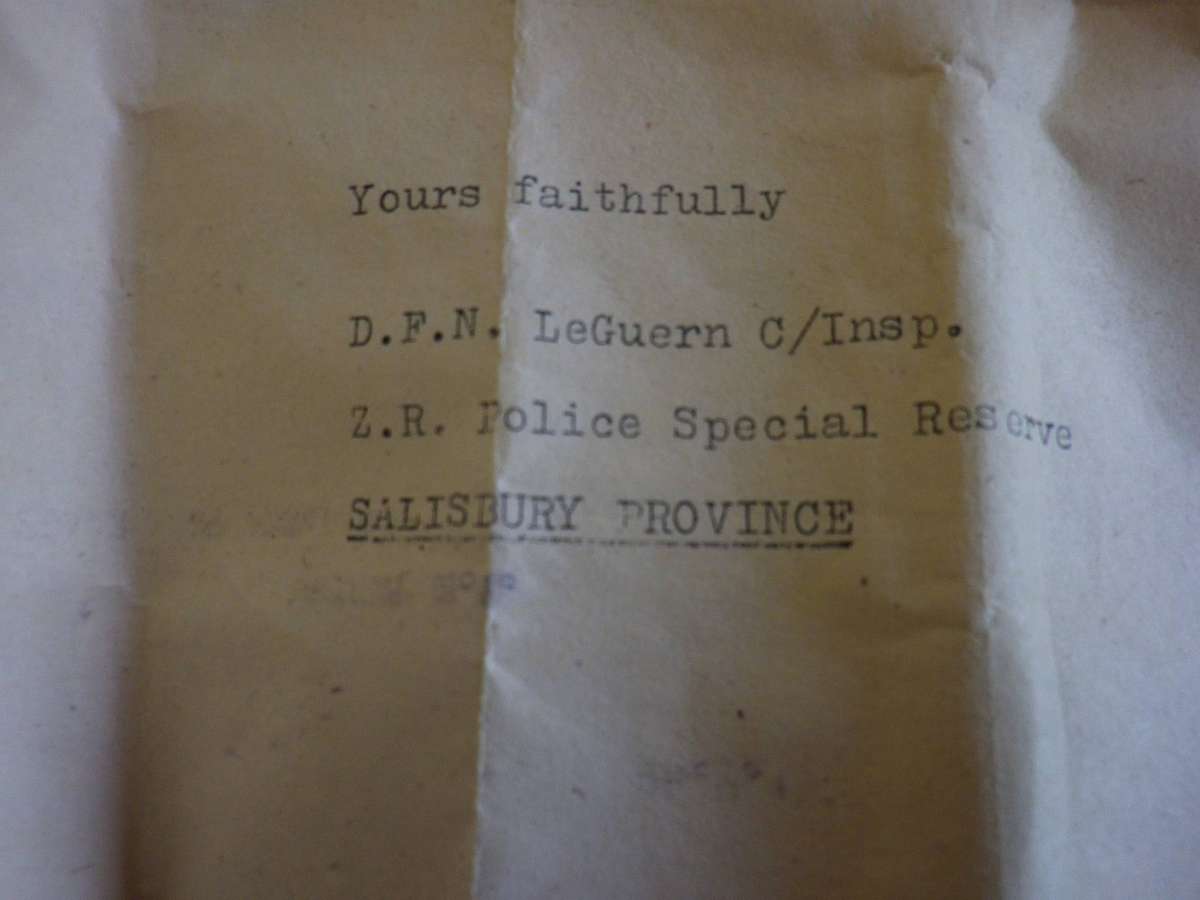 Yours faithfully
D.F.N. LeGuern C/Insp.
Z.R. Police Special Reserve
SALISBURY PROVINCE